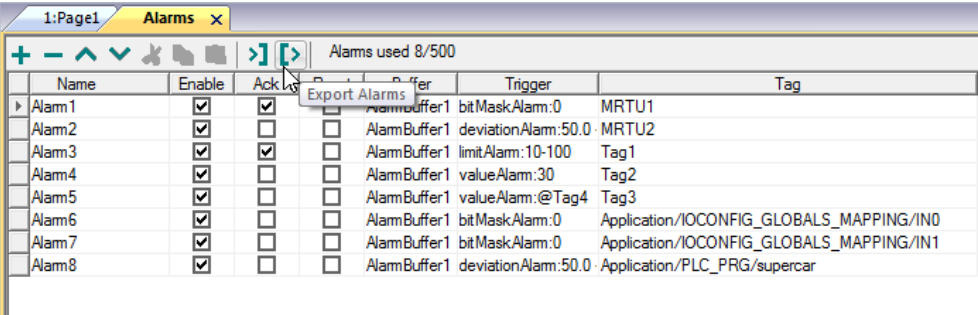 1:Page1 Alarms x
Alarms used 8/500
Name Enable Ack Trigger Tag
Export Alarms
Alarm1 AlarmBuffer1 bitMaskAlarm:0 MRTU1
Alarm2 AlarmBuffer1 deviationAlarm:50.0 - MRTU2
Alarm3 AlarmBuffer1 limitAlarm:10-100 Tag1
Alarm4 AlarmBuffer1 valueAlarm:30 Tag2
Alarm5 AlarmBuffer1 valueAlarm:@Tag4 Tag3
Alarm6 AlarmBuffer1 bitMaskAlarm:0 Application/IOCONFIG_GLOBALS_MAPPING/IN0
Alarm7 AlarmBuffer1 bitMaskAlarm:0 Application/IOCONFIG_GLOBALS_MAPPING/IN1
Alarm8 AlarmBuffer1 deviationAlarm:50.0 - Application/PLC_PRG/supercar